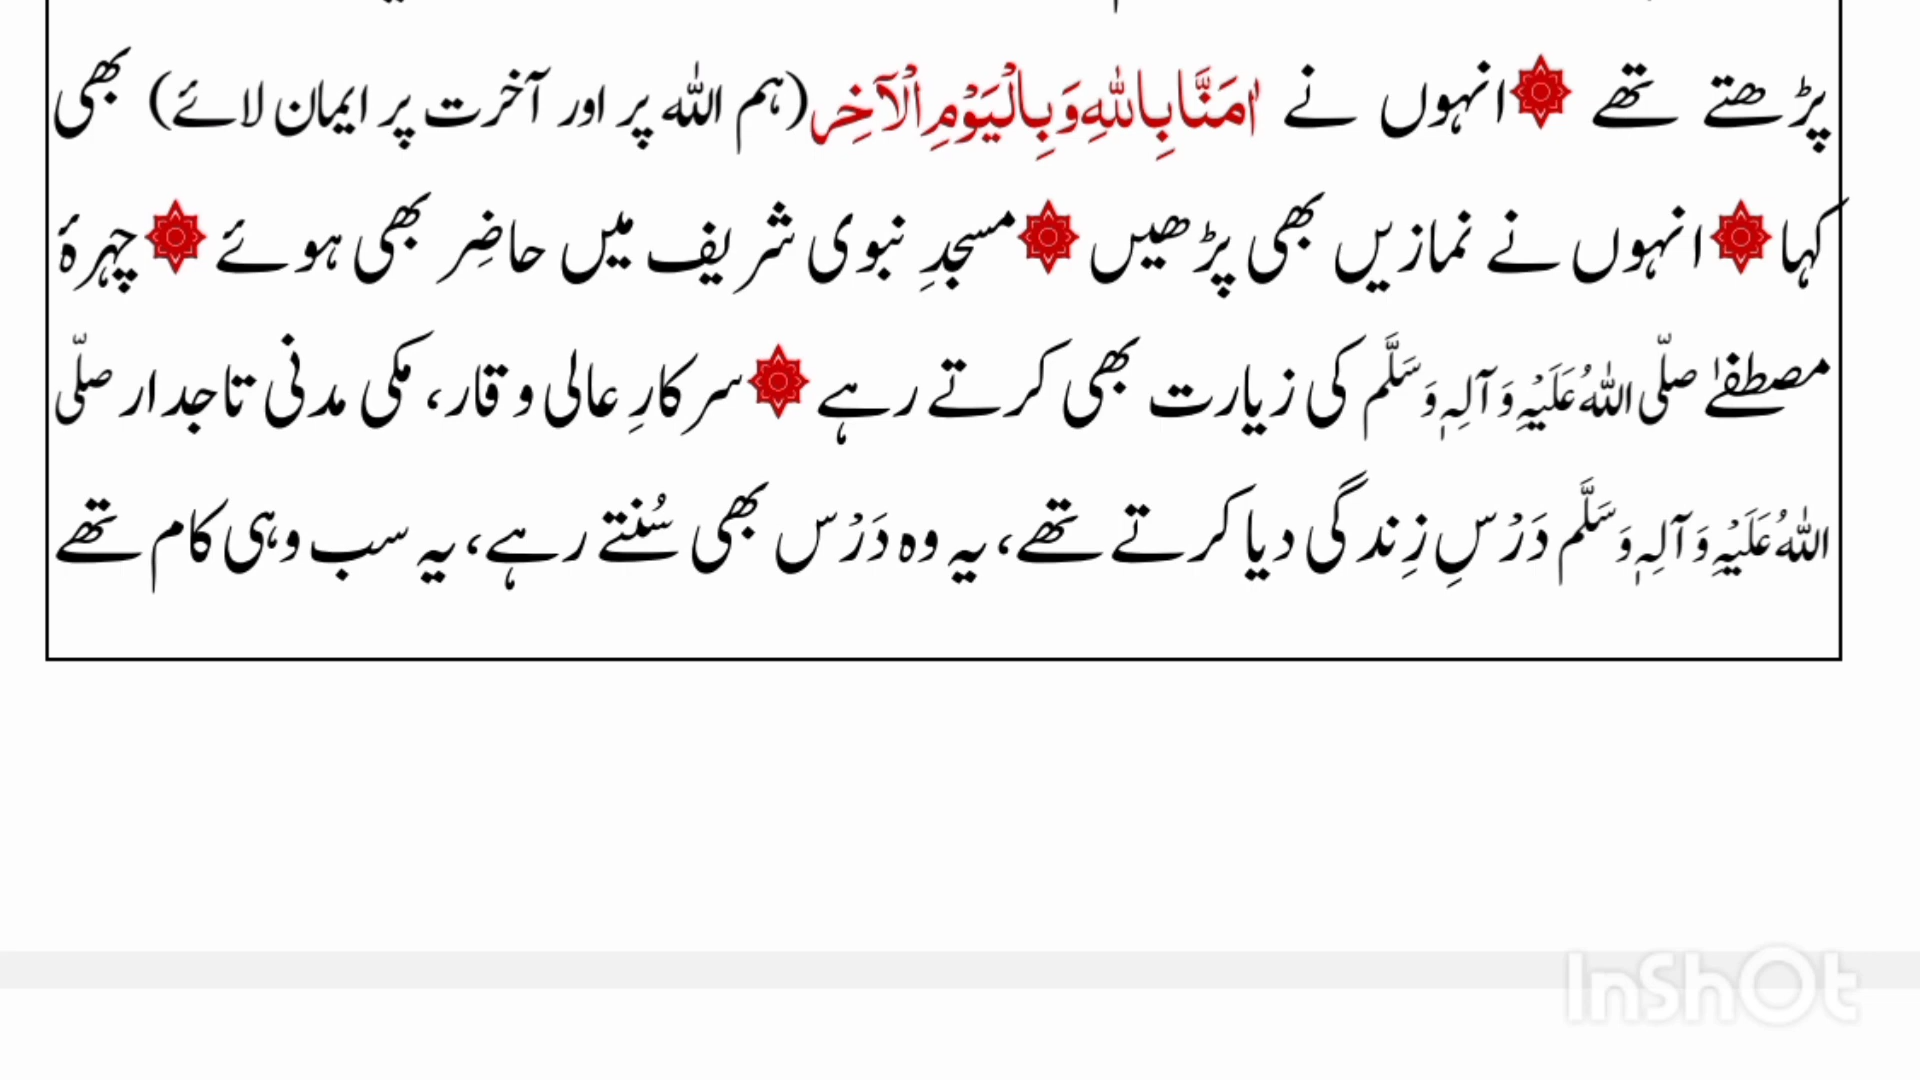 پڑھتے تھے ۞ انہوں نے اٰمَنَّا بِاللّٰهِ وَ بِالْیَوْمِ الْآخِر (ہم اللہ پر اور آخرت پر ایمان لائے) بھی
کہا ۞ انہوں نے نمازیں بھی پڑھیں ۞ مسجدِ نبوی شریف میں حاضِر بھی ہوئے ۞ چہرۂ
مصطفےٰ صلّی اللہُ عَلَیْہِ وَآلِہٖ وَسَلَّم کی زیارت بھی کرتے رہے ۞ سرکارِ عالی وقار، مکی مدنی تاجدار صلّی
اللہُ عَلَیْہِ وَآلِہٖ وَسَلَّم دَرْسِ زِندگی دیا کرتے تھے، یہ وہ دَرْس بھی سُنتے رہے، یہ سب وہی کام تھے
InShOt